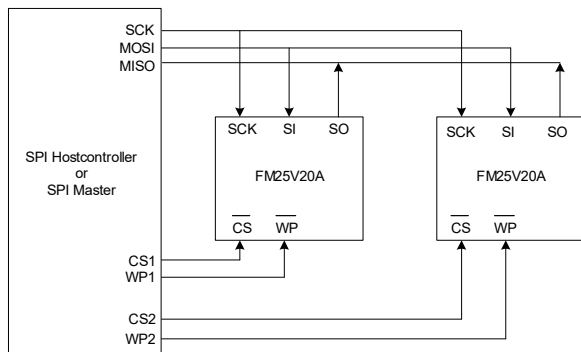 SCK
MOSI
MISO
SPI Hostcontroller
or
SPI Master
CS1
WP1
CS2
WP2
SCK SI SO
FM25V20A
CS WP
SCK SI SO
FM25V20A
CS WP